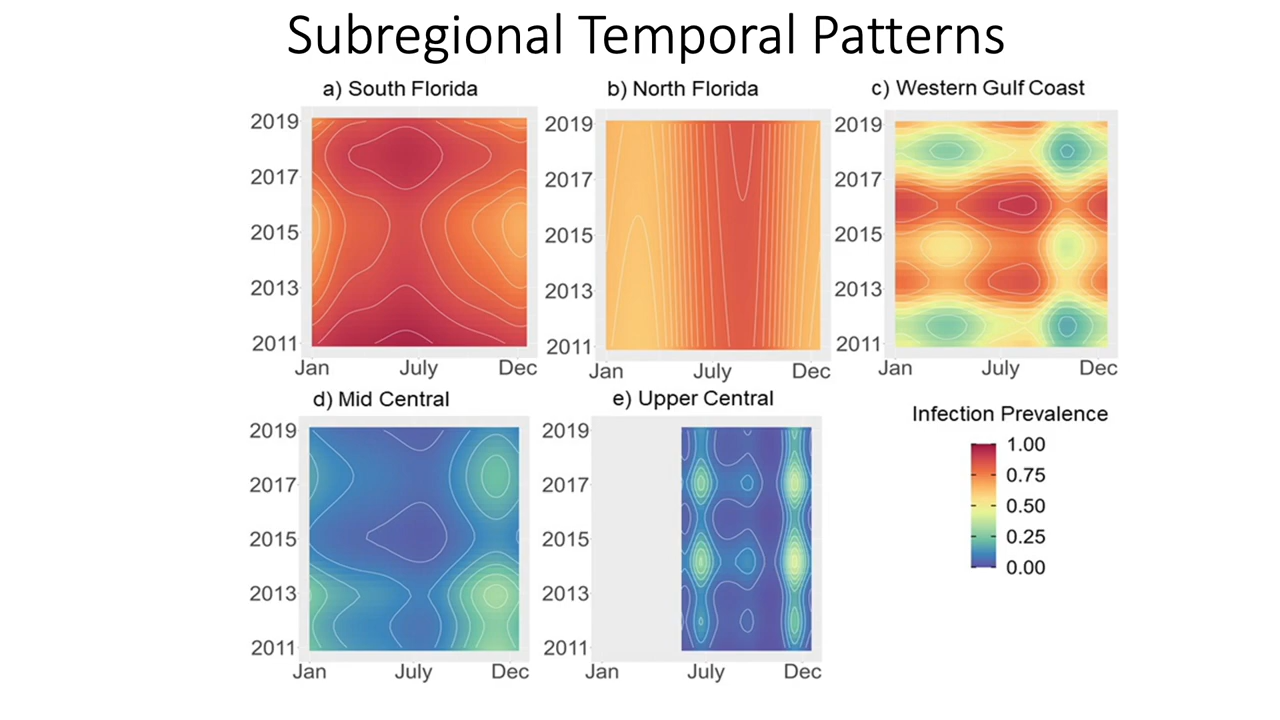 Subregional Temporal Patterns
a) South Florida
b) North Florida
c) Western Gulf Coast
2019
2017
2015
2013
2011
Jan July Dec
2019
2017
2015
2013
2011
Jan July Dec
2019
2017
2015
2013
2011
Jan July Dec
d) Mid Central
e) Upper Central
2019
2017
2015
2013
2011
Jan July Dec
2019
2017
2015
2013
2011
Jan July Dec
Infection Prevalence
1.00
0.75
0.50
0.25
0.00